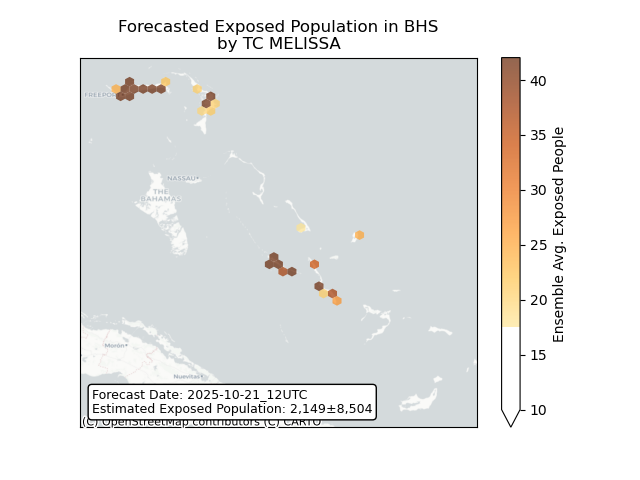 Forecasted Exposed Population in BHS
by TC MELISSA
FREEPORT
NASSAU
THE
BAHAMAS
Morón
Nuevitas
Forecast Date: 2025-10-21_12UTC
Estimated Exposed Population: 2,149±8,504
(C) OpenStreetMap contributors (C) CARTO
40
35
30
25
20
15
10
Ensemble Avg. Exposed People